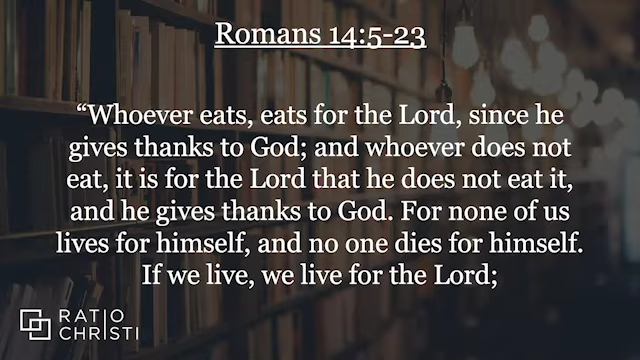 Romans 14:5-23
“Whoever eats, eats for the Lord, since he
gives thanks to God; and whoever does not
eat, it is for the Lord that he does not eat it,
and he gives thanks to God. For none of us
lives for himself, and no one dies for himself.
If we live, we live for the Lord;
RATIO
CHRISTI